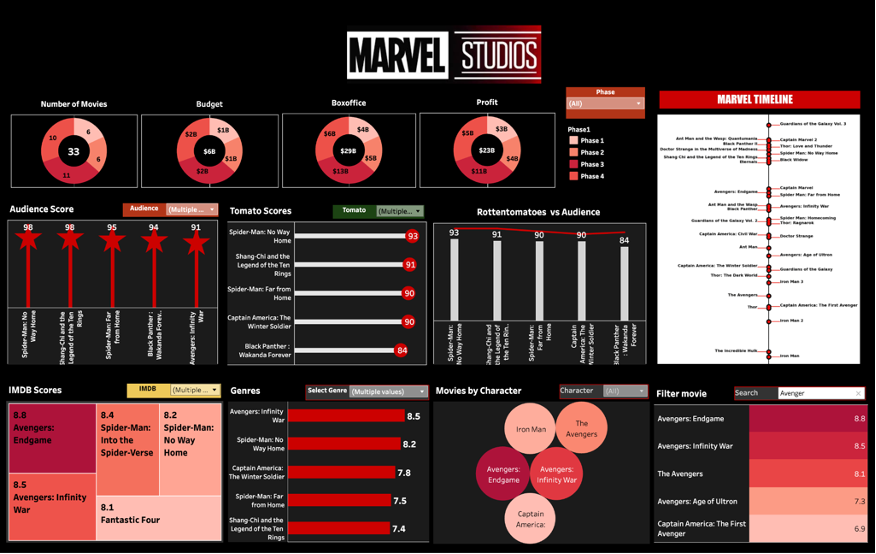 MARVEL STUDIOS
Phase
(All)
MARVEL TIMELINE
Number of Movies
Budget
Boxoffice
Profit
10
6
6
11
33
$2B
$1B
$1B
$2B
$6B
$6B
$4B
$5B
$13B
$29B
$5B
$3B
$4B
$11B
$23B
Phase1
Phase 1
Phase 2
Phase 3
Phase 4
Guardians of the Galaxy Vol. 3
Ant Man and the Wasp: Quantumania
Captain Marvel 2
Black Panther II
Thor: Love and Thunder
Doctor Strange in the Multiverse of Madness
Spider Man: No Way Home
Shang-Chi and the Legend of the Ten Rings
Black Widow
Eternals
Captain Marvel
Avengers: Endgame
Spider Man: Far from Home
Ant Man and the Wasp
Avengers: Infinity War
Black Panther
Spider Man: Homecoming
Guardians of the Galaxy Vol. 2
Thor: Ragnarok
Captain America: Civil War
Doctor Strange
Ant Man
Avengers: Age of Ultron
Captain America: The Winter Soldier
Guardians of the Galaxy
Thor: The Dark World
Iron Man 3
The Avengers
Captain America: The First Avenger
Thor
Iron Man 2
The Incredible Hulk
Iron Man
Audience Score
Audience
(Multiple ...
98
98
95
94
91
Spider-Man: No
Way Home
Shang-Chi and the
Legend of the Ten
Rings
Spider-Man: Far
from Home
Black Panther :
Wakanda Forev..
Avengers: Infinity
War
Tomato Scores
Tomato
(Multiple...
Spider-Man: No Way
Home
93
Shang-Chi and the
Legend of the Ten
Rings
91
Spider-Man: Far from
Home
90
Captain America: The
Winter Soldier
90
Black Panther :
Wakanda Forever
84
Rottentomatoes vs Audience
93
91
90
90
84
Spider-Man:
No Way Home
Shang-Chi and
the Legend of
the Ten Rin..
Spider-Man:
Far from
Home
Captain
America: The
Winter Soldier
Black Panther
: Wakanda
Forever
IMDB Scores
IMDB
(Multiple ...
8.8
Avengers:
Endgame
8.5
Avengers: Infinity
War
8.4
Spider-Man:
Into the
Spider-Verse
8.2
Spider-Man:
No Way
Home
8.1
Fantastic Four
Genres
Select Genre
(Multiple values)
Avengers: Infinity
War
8.5
Spider-Man: No
Way Home
8.2
Captain America:
The Winter Soldier
7.8
Spider-Man: Far
from Home
7.5
Shang-Chi and the
Legend of the Ten
Rings
7.4
Movies by Character
Character
(All)
Iron Man
The
Avengers
Avengers:
Endgame
Avengers:
Infinity War
Captain
America:
Filter movie
Search
Avenger
Avengers: Endgame
8.8
Avengers: Infinity War
8.5
The Avengers
8.1
Avengers: Age of Ultron
7.3
Captain America: The First
Avenger
6.9